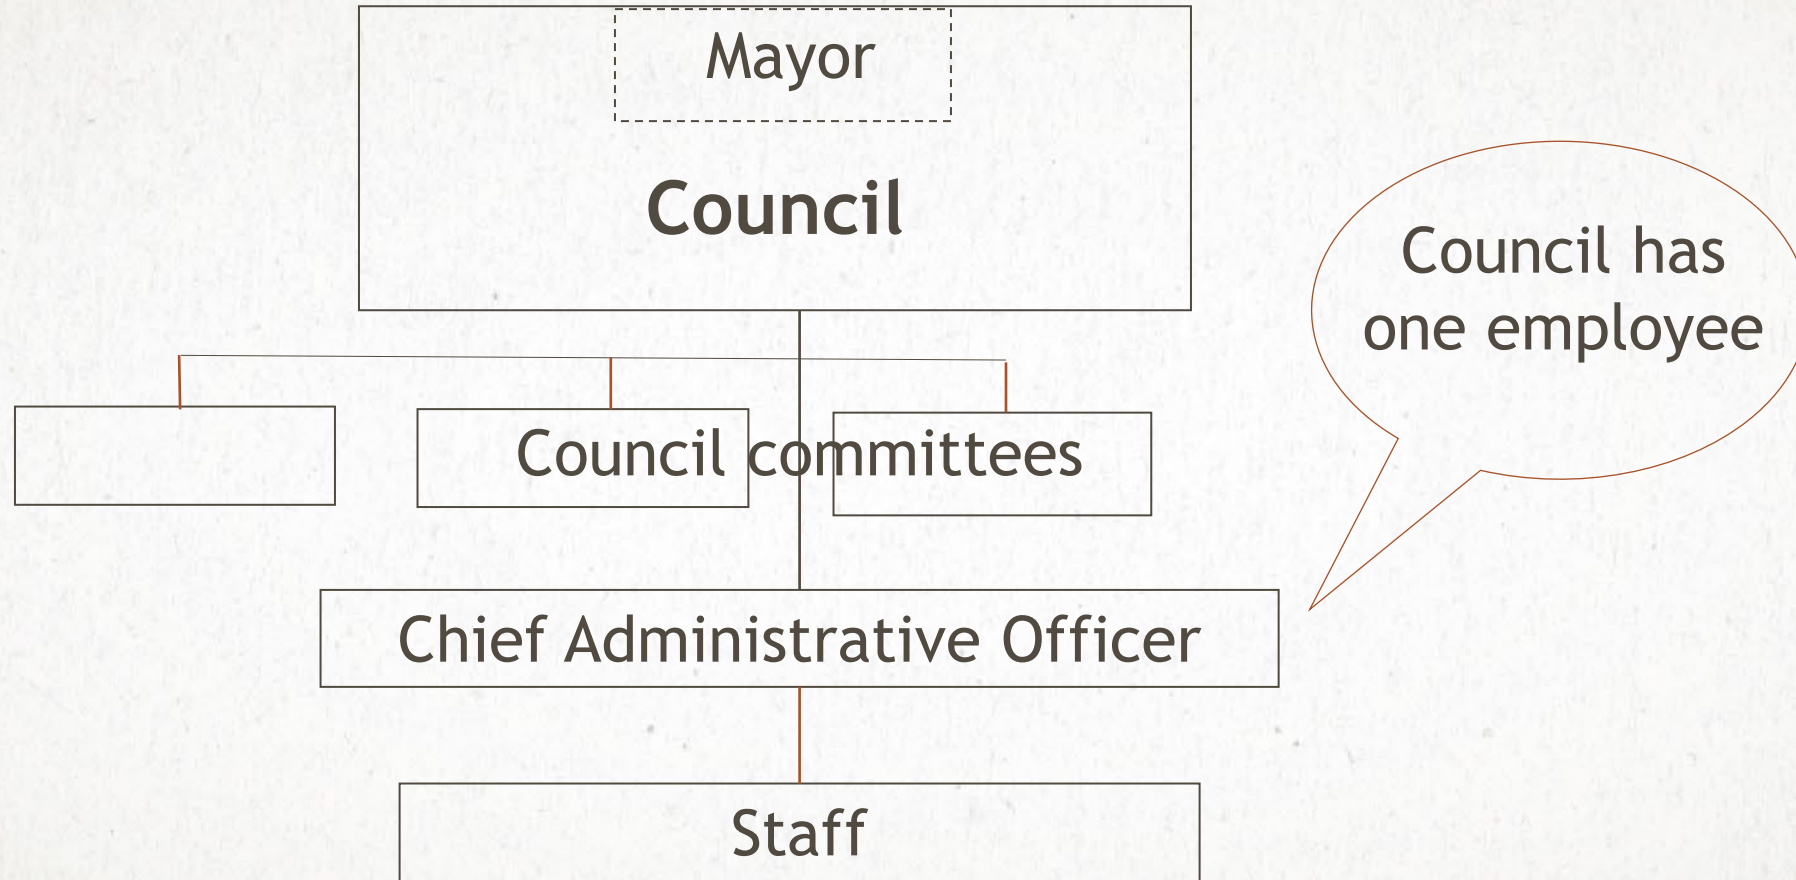 Mayor
Council
Council has
one employee
Council committees
Chief Administrative Officer
Staff